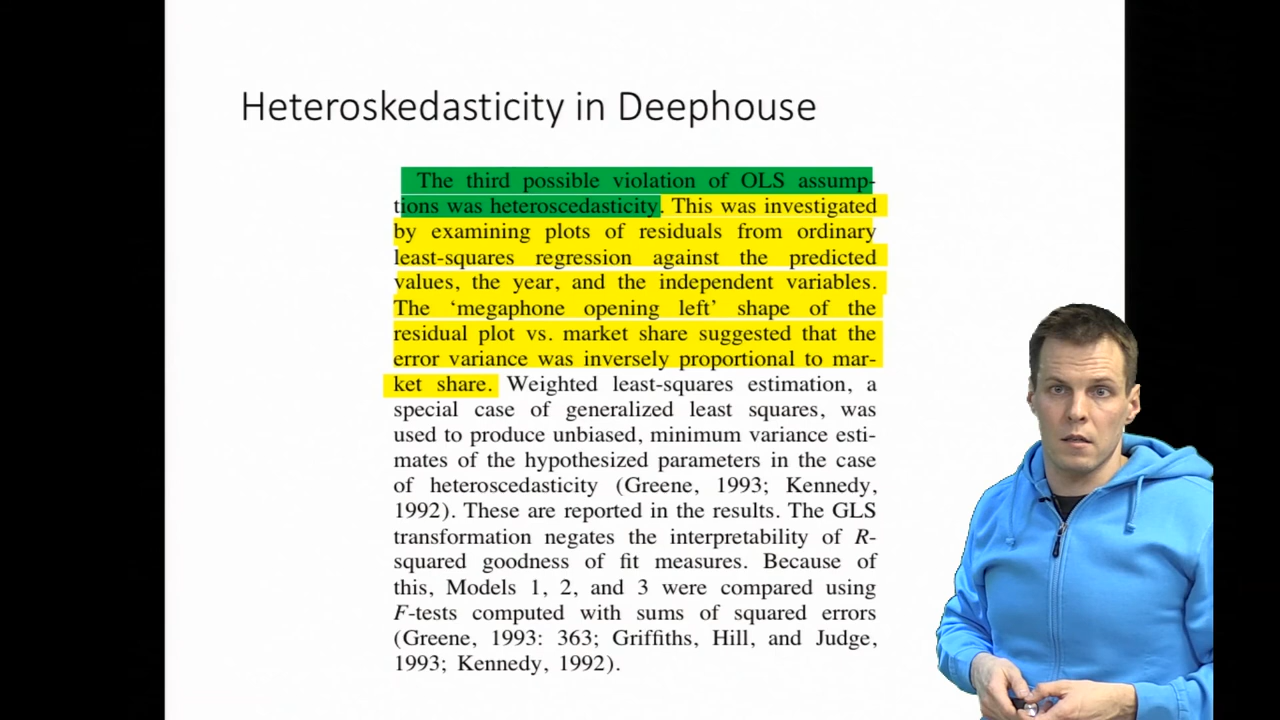 Heteroskedasticity in Deephouse
The third possible violation of OLS assump-
tions was heteroscedasticity. This was investigated
by examining plots of residuals from ordinary
least-squares regression against the predicted
values, the year, and the independent variables.
The ‘megaphone opening left’ shape of the
residual plot vs. market share suggested that the
error variance was inversely proportional to mar-
ket share. Weighted least-squares estimation, a
special case of generalized least squares, was
used to produce unbiased, minimum variance esti-
mates of the hypothesized parameters in the case
of heteroscedasticity (Greene, 1993; Kennedy,
1992). These are reported in the results. The GLS
transformation negates the interpretability of R-
squared goodness of fit measures. Because of
this, Models 1, 2, and 3 were compared using
F-tests computed with sums of squared errors
(Greene, 1993: 363; Griffiths, Hill, and Judge,
1993; Kennedy, 1992).